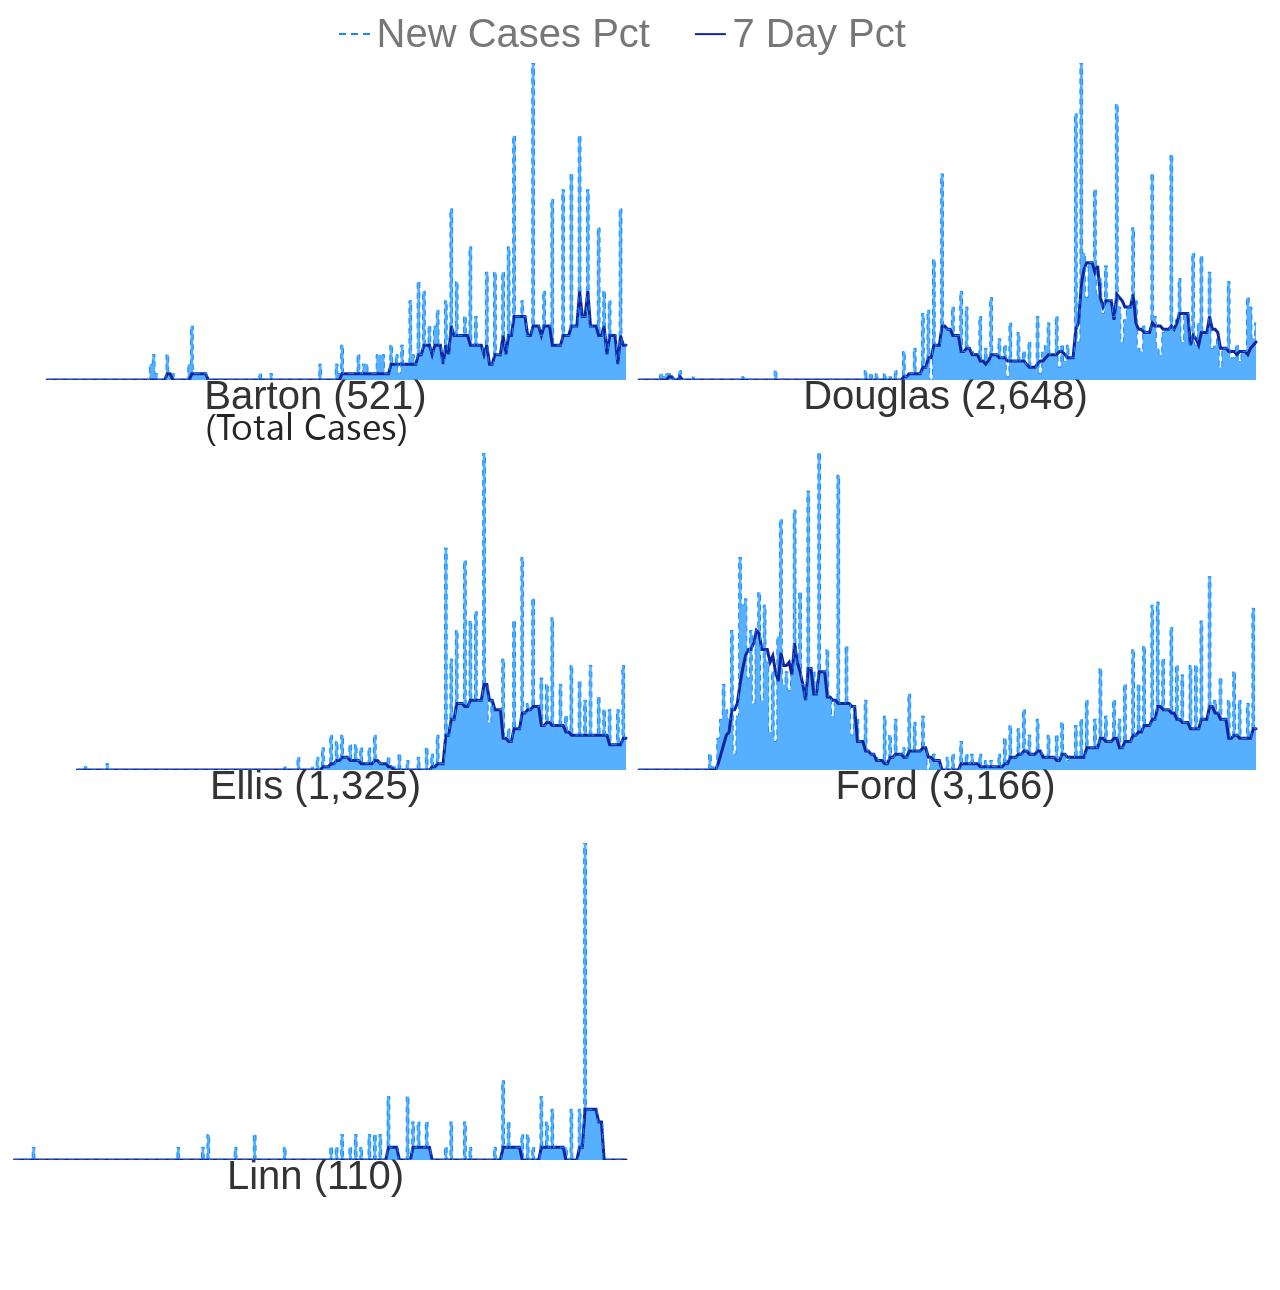 New Cases Pct 7 Day Pct
Barton (521)
(Total Cases)
Douglas (2,648)
Ellis (1,325)
Ford (3,166)
Linn (110)